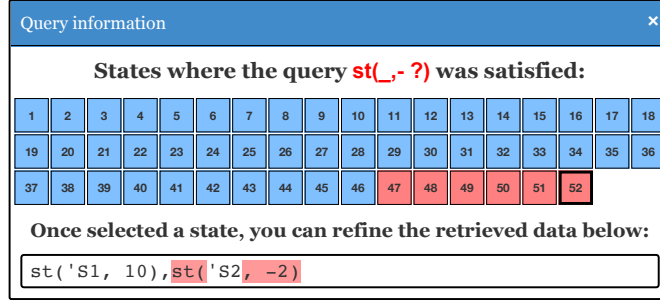 Query information ×
States where the query st(_,- ?) was satisfied:
1 2 3 4 5 6 7 8 9 10 11 12 13 14 15 16 17 18
19 20 21 22 23 24 25 26 27 28 29 30 31 32 33 34 35 36
37 38 39 40 41 42 43 44 45 46 47 48 49 50 51 52
Once selected a state, you can refine the retrieved data below:
st('S1, 10),st('S2, -2)